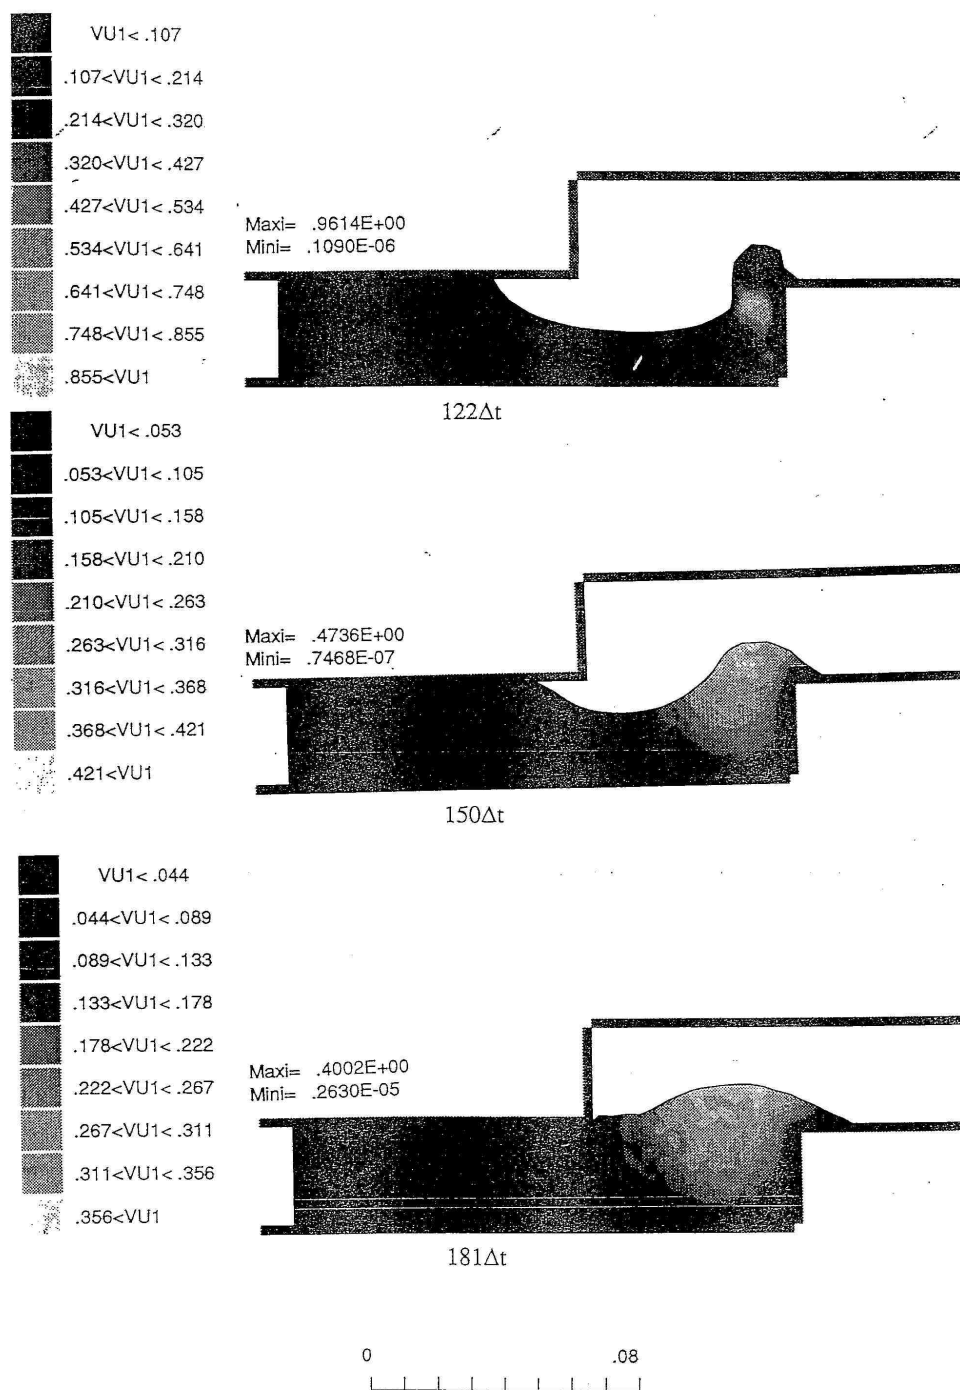 VU1< .107
.107<VU1< .214
.214<VU1< .320
.320<VU1< .427
.427<VU1< .534
.534<VU1< .641
.641<VU1< .748
.748<VU1< .855
.855<VU1
Maxi= .9614E+00
Mini= .1090E-06
122Δt
VU1< .053
.053<VU1< .105
.105<VU1< .158
.158<VU1< .210
.210<VU1< .263
.263<VU1< .316
.316<VU1< .368
.368<VU1< .421
.421<VU1
Maxi= .4736E+00
Mini= .7468E-07
150Δt
VU1< .044
.044<VU1< .089
.089<VU1< .133
.133<VU1< .178
.178<VU1< .222
.222<VU1< .267
.267<VU1< .311
.311<VU1< .356
.356<VU1
Maxi= .4002E+00
Mini= .2630E-05
181Δt
0 .08